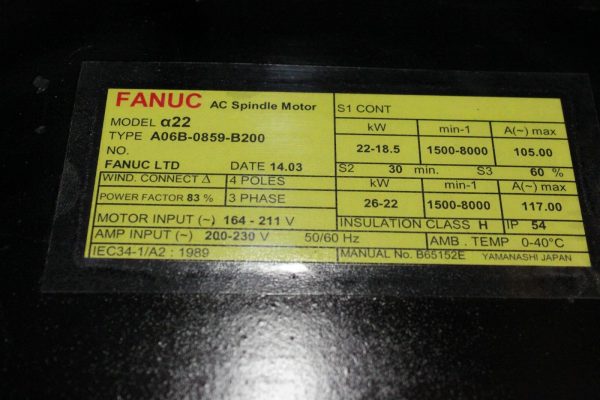 FANUC AC Spindle Motor
MODEL α22
TYPE A06B-0859-B200
NO.
FANUC LTD DATE 14.03
WIND. CONNECT Δ 4 POLES
POWER FACTOR 83 % 3 PHASE
MOTOR INPUT (~) 164 - 211 V
AMP INPUT (~) 200-230 V 50/60 Hz
IEC34-1/A2 : 1989
S1 CONT
kW min-1 A(~) max
22-18.5 1500-8000 105.00
S2 30 min. S3 60 %
kW min-1 A(~) max
26-22 1500-8000 117.00
INSULATION CLASS H IP 54
AMB . TEMP 0-40°C
MANUAL No. B65152E YAMANASHI JAPAN